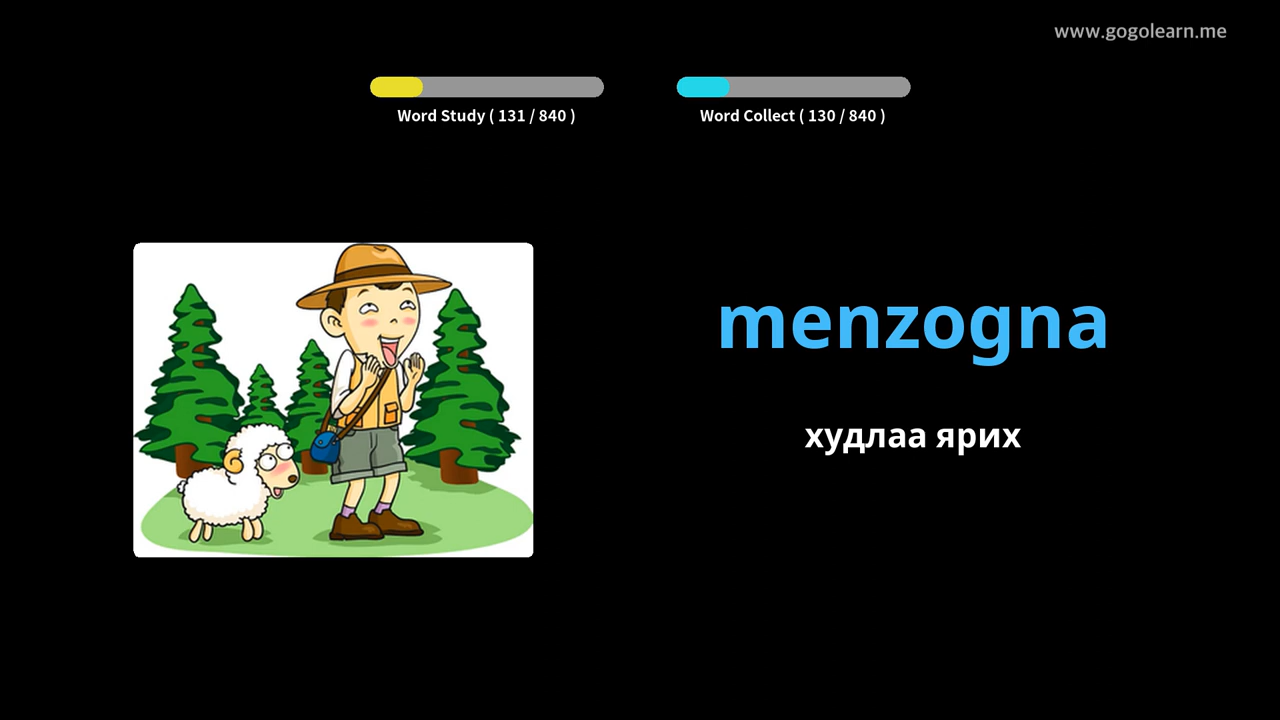 www.gogolearn.me
Word Study ( 131 / 840 )
Word Collect ( 130 / 840 )
menzogna
худлаа ярих